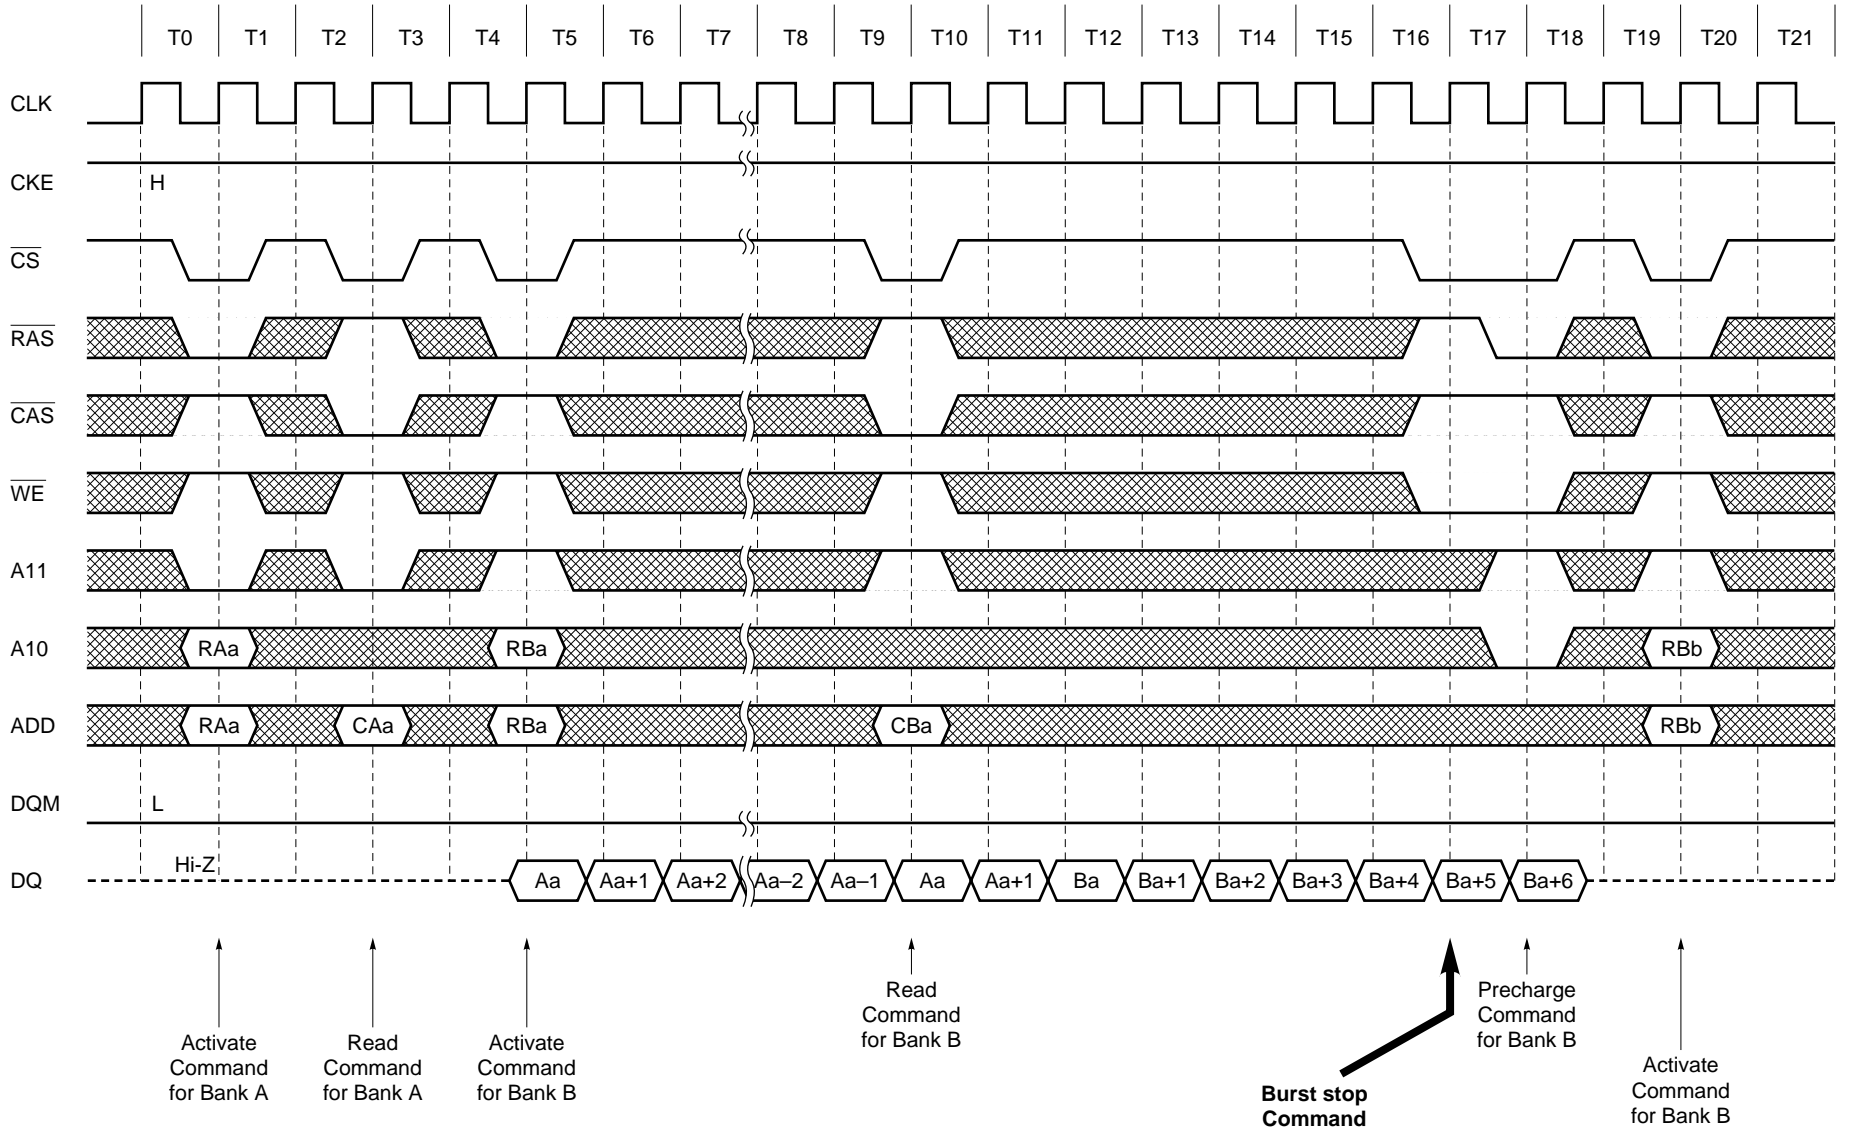 T0 T1 T2 T3 T4 T5 T6 T7 T8 T9 T10 T11 T12 T13 T14 T15 T16 T17 T18 T19 T20 T21
CLK
CKE H
CS
RAS
CAS
WE
A11
A10 RAa RBa RBb
ADD RAa CAa RBa CBa RBb
DQM L
DQ Hi-Z Aa Aa+1 Aa+2 Aa–2 Aa–1 Aa Aa+1 Ba Ba+1 Ba+2 Ba+3 Ba+4 Ba+5 Ba+6
Activate
Command
for Bank A
Read
Command
for Bank A
Activate
Command
for Bank B
Read
Command
for Bank B
Burst stop
Command
Precharge
Command
for Bank B
Activate
Command
for Bank B